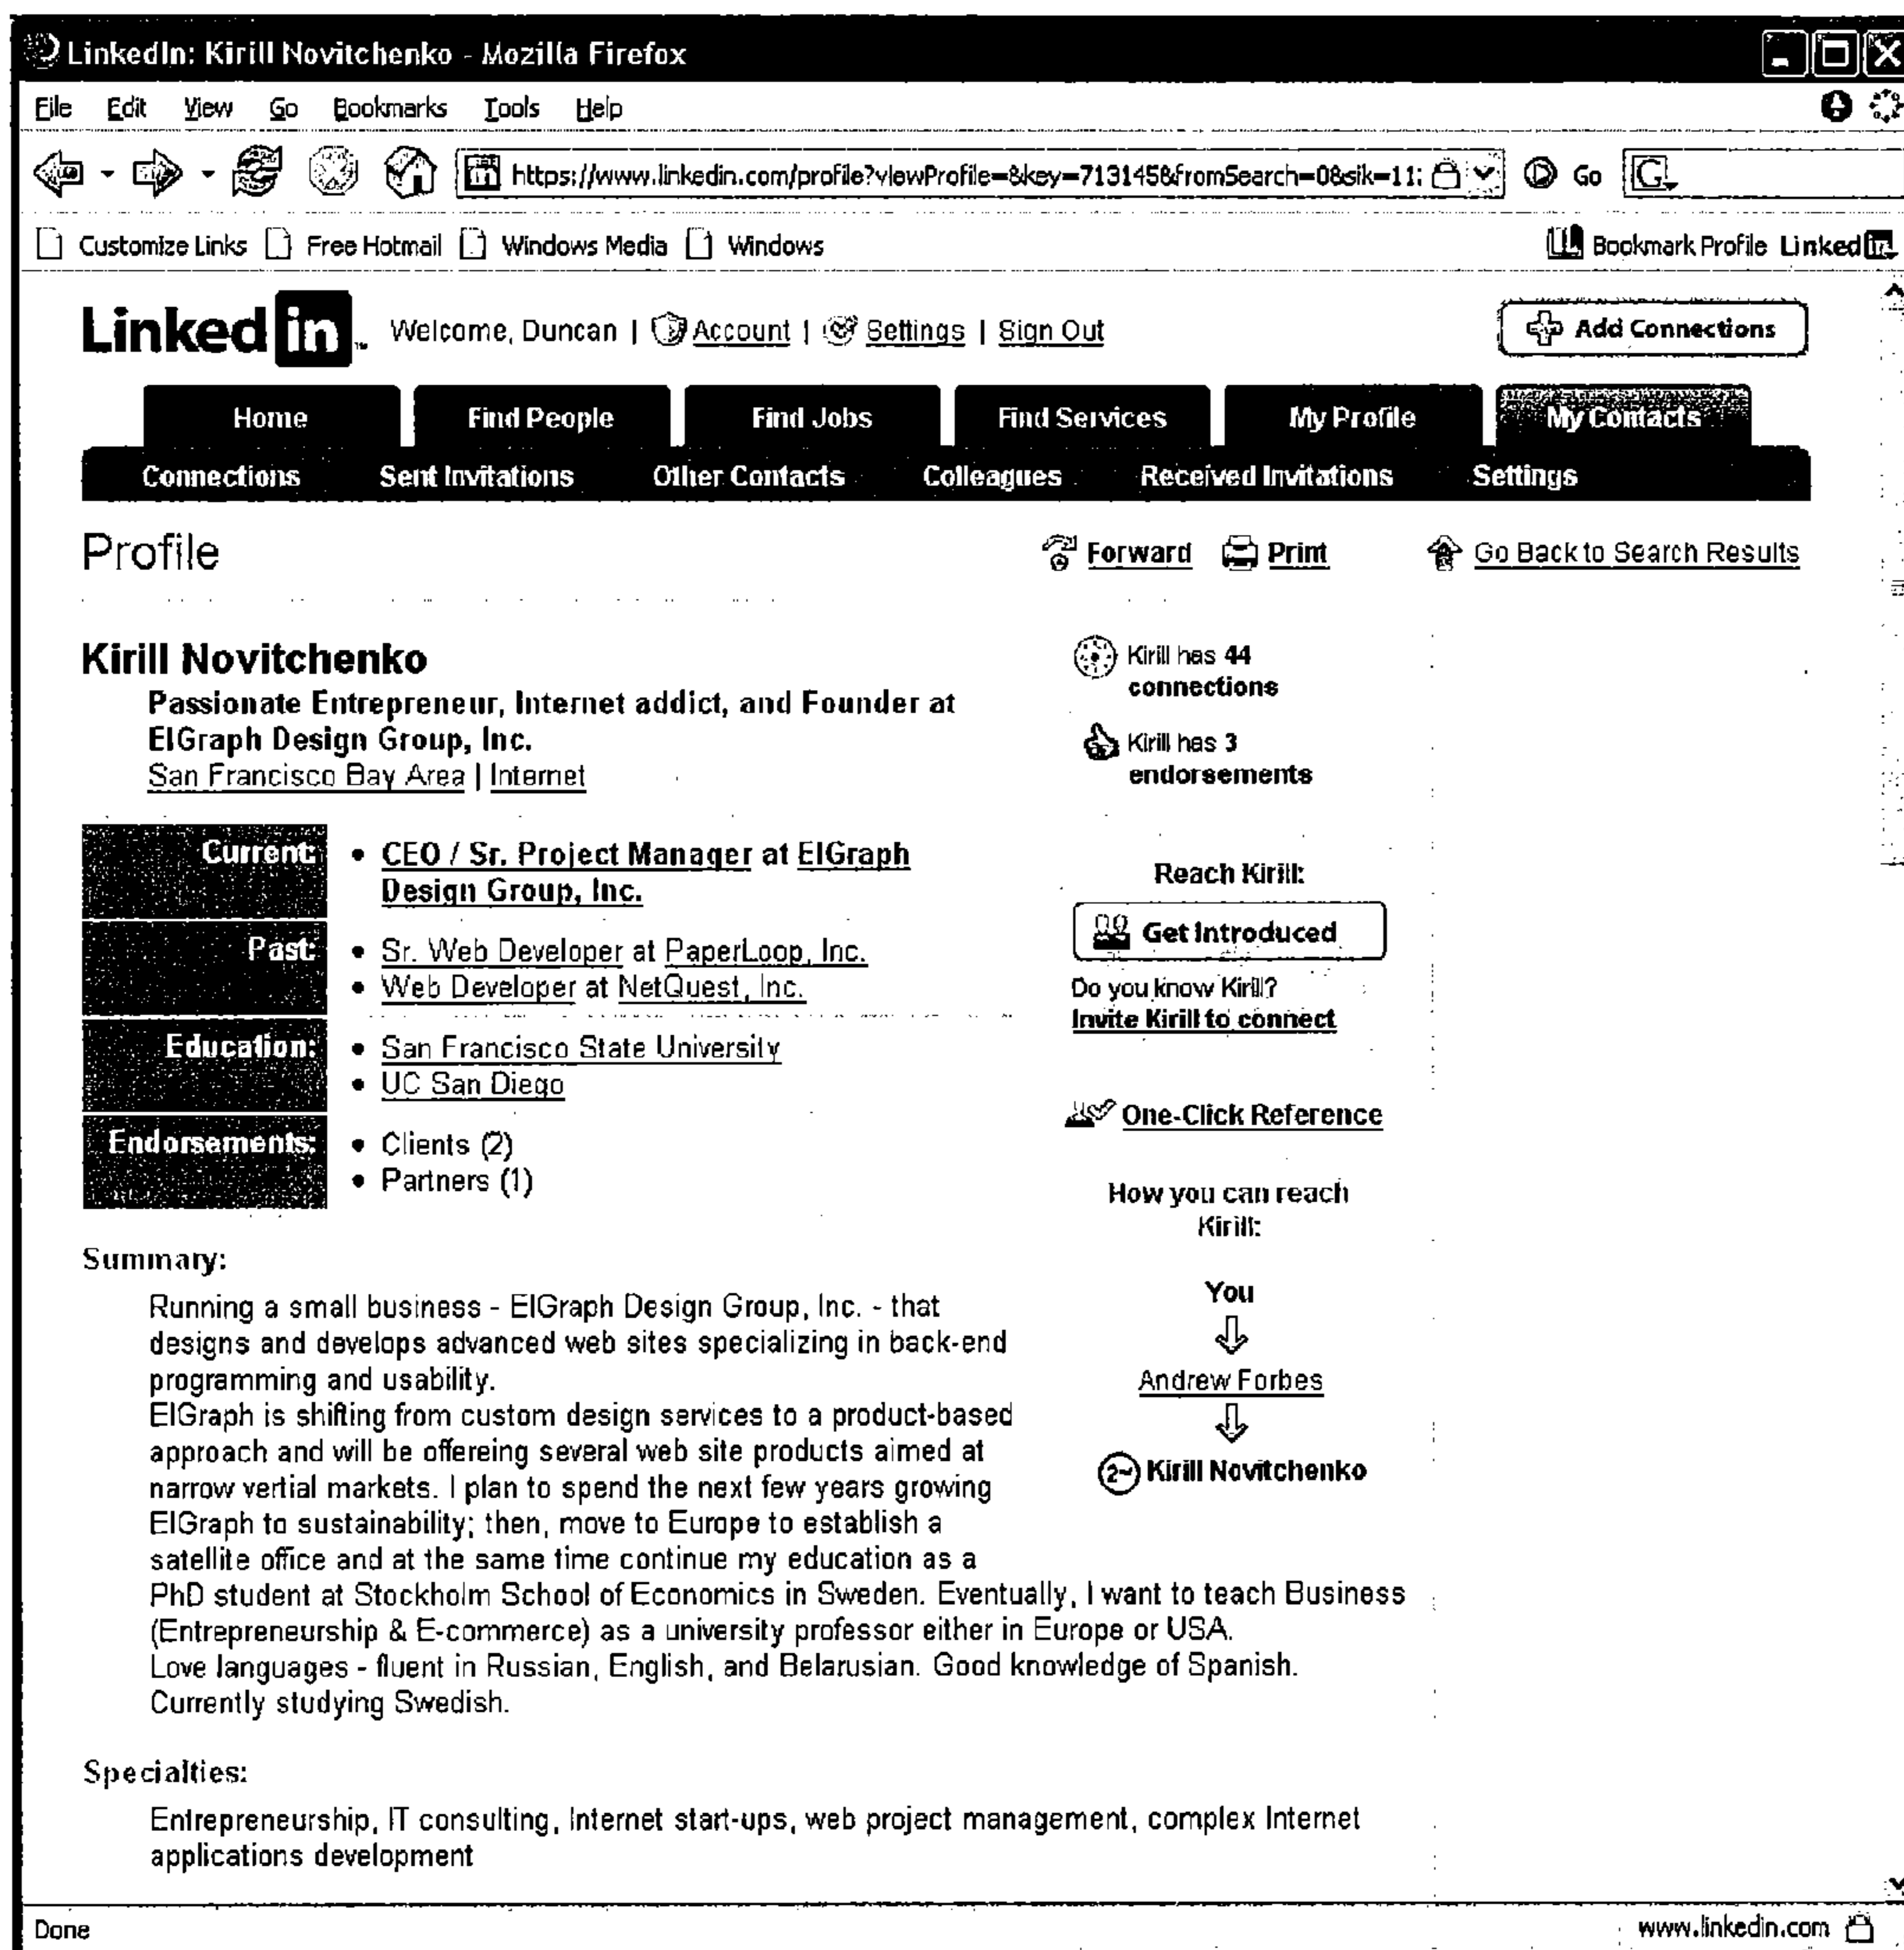 LinkedIn: Kirill Novitchenko - Mozilla Firefox
File Edit View Go Bookmarks Tools Help
https://www.linkedin.com/profile?viewProfile=&key=713145&fromSearch=0&sik=11: Go G
Customize Links Free Hotmail Windows Media Windows Bookmark Profile Linked in
Linked in Welcome, Duncan | Account | Settings | Sign Out Add Connections
Home Find People Find Jobs Find Services My Profile My Contacts
Connections Sent Invitations Other Contacts Colleagues Received Invitations Settings
Profile Forward Print Go Back to Search Results
Kirill Novitchenko
Passionate Entrepreneur, Internet addict, and Founder at
ElGraph Design Group, Inc.
San Francisco Bay Area | Internet
Current:
• CEO / Sr. Project Manager at ElGraph
Design Group, Inc.
Past:
• Sr. Web Developer at PaperLoop, Inc.
• Web Developer at NetQuest, Inc.
Education:
• San Francisco State University
• UC San Diego
Endorsements:
• Clients (2)
• Partners (1)
Kirill has 44
connections
Kirill has 3
endorsements
Reach Kirill:
Get Introduced
Do you know Kirill?
Invite Kirill to connect
One-Click Reference
How you can reach
Kirill:
You
Andrew Forbes
2 Kirill Novitchenko
Summary:
Running a small business - ElGraph Design Group, Inc. - that
designs and develops advanced web sites specializing in back-end
programming and usability.
ElGraph is shifting from custom design services to a product-based
approach and will be offereing several web site products aimed at
narrow vertial markets. I plan to spend the next few years growing
ElGraph to sustainability; then, move to Europe to establish a
satellite office and at the same time continue my education as a
PhD student at Stockholm School of Economics in Sweden. Eventually, I want to teach Business
(Entrepreneurship & E-commerce) as a university professor either in Europe or USA.
Love languages - fluent in Russian, English, and Belarusian. Good knowledge of Spanish.
Currently studying Swedish.
Specialties:
Entrepreneurship, IT consulting, Internet start-ups, web project management, complex Internet
applications development
Done www.linkedin.com